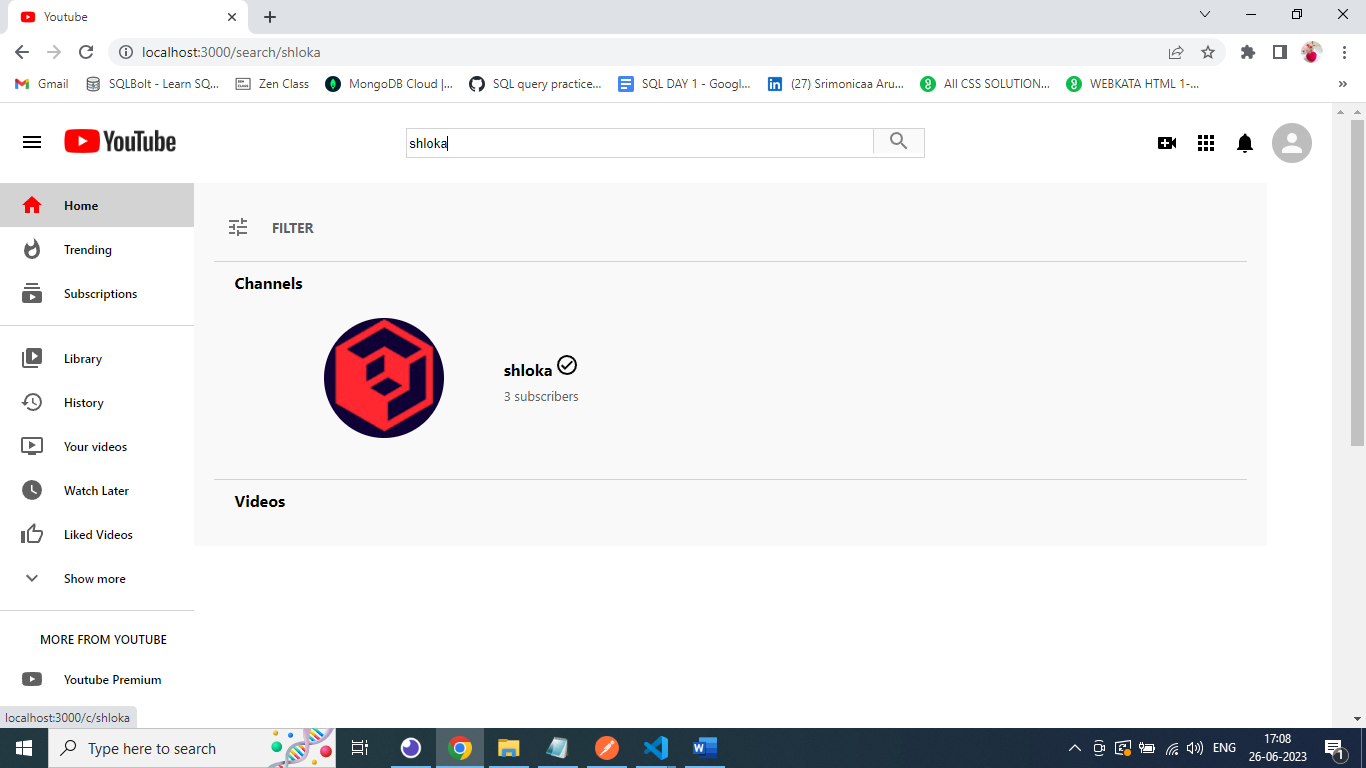 Youtube
localhost:3000/search/shloka
Gmail
SQLBolt - Learn SQ...
Zen Class
MongoDB Cloud |...
SQL query practice...
SQL DAY 1 - Googl...
(27) Srimonicaa Aru...
All CSS SOLUTION...
WEBKATA HTML 1-...
»
YouTube
shloka
Home
FILTER
Trending
Subscriptions
Channels
Library
shloka
3 subscribers
History
Your videos
Watch Later
Videos
Liked Videos
Show more
MORE FROM YOUTUBE
Youtube Premium
localhost:3000/c/shloka
Type here to search
ENG
17:08
26-06-2023
1